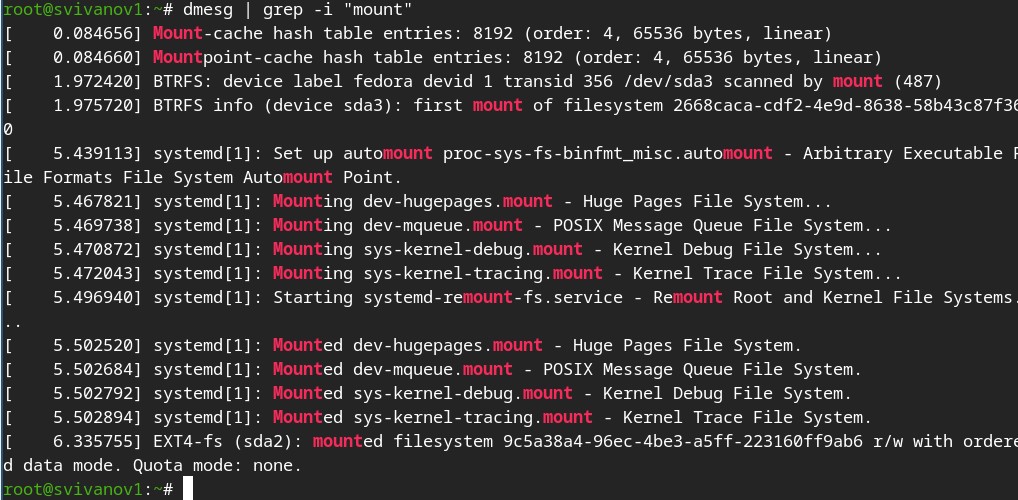 root@svivanov1:~# dmesg | grep -i "mount"
[    0.084656] Mount-cache hash table entries: 8192 (order: 4, 65536 bytes, linear)
[    0.084660] Mountpoint-cache hash table entries: 8192 (order: 4, 65536 bytes, linear)
[    1.972420] BTRFS: device label fedora devid 1 transid 356 /dev/sda3 scanned by mount (487)
[    1.975720] BTRFS info (device sda3): first mount of filesystem 2668caca-cdf2-4e9d-8638-58b43c87f36
0
[    5.439113] systemd[1]: Set up automount proc-sys-fs-binfmt_misc.automount - Arbitrary Executable F
ile Formats File System Automount Point.
[    5.467821] systemd[1]: Mounting dev-hugepages.mount - Huge Pages File System...
[    5.469738] systemd[1]: Mounting dev-mqueue.mount - POSIX Message Queue File System...
[    5.470872] systemd[1]: Mounting sys-kernel-debug.mount - Kernel Debug File System...
[    5.472043] systemd[1]: Mounting sys-kernel-tracing.mount - Kernel Trace File System...
[    5.496940] systemd[1]: Starting systemd-remount-fs.service - Remount Root and Kernel File Systems.
..
[    5.502520] systemd[1]: Mounted dev-hugepages.mount - Huge Pages File System.
[    5.502684] systemd[1]: Mounted dev-mqueue.mount - POSIX Message Queue File System.
[    5.502792] systemd[1]: Mounted sys-kernel-debug.mount - Kernel Debug File System.
[    5.502894] systemd[1]: Mounted sys-kernel-tracing.mount - Kernel Trace File System.
[    6.335755] EXT4-fs (sda2): mounted filesystem 9c5a38a4-96ec-4be3-a5ff-223160ff9ab6 r/w with ordere
d data mode. Quota mode: none.
root@svivanov1:~#